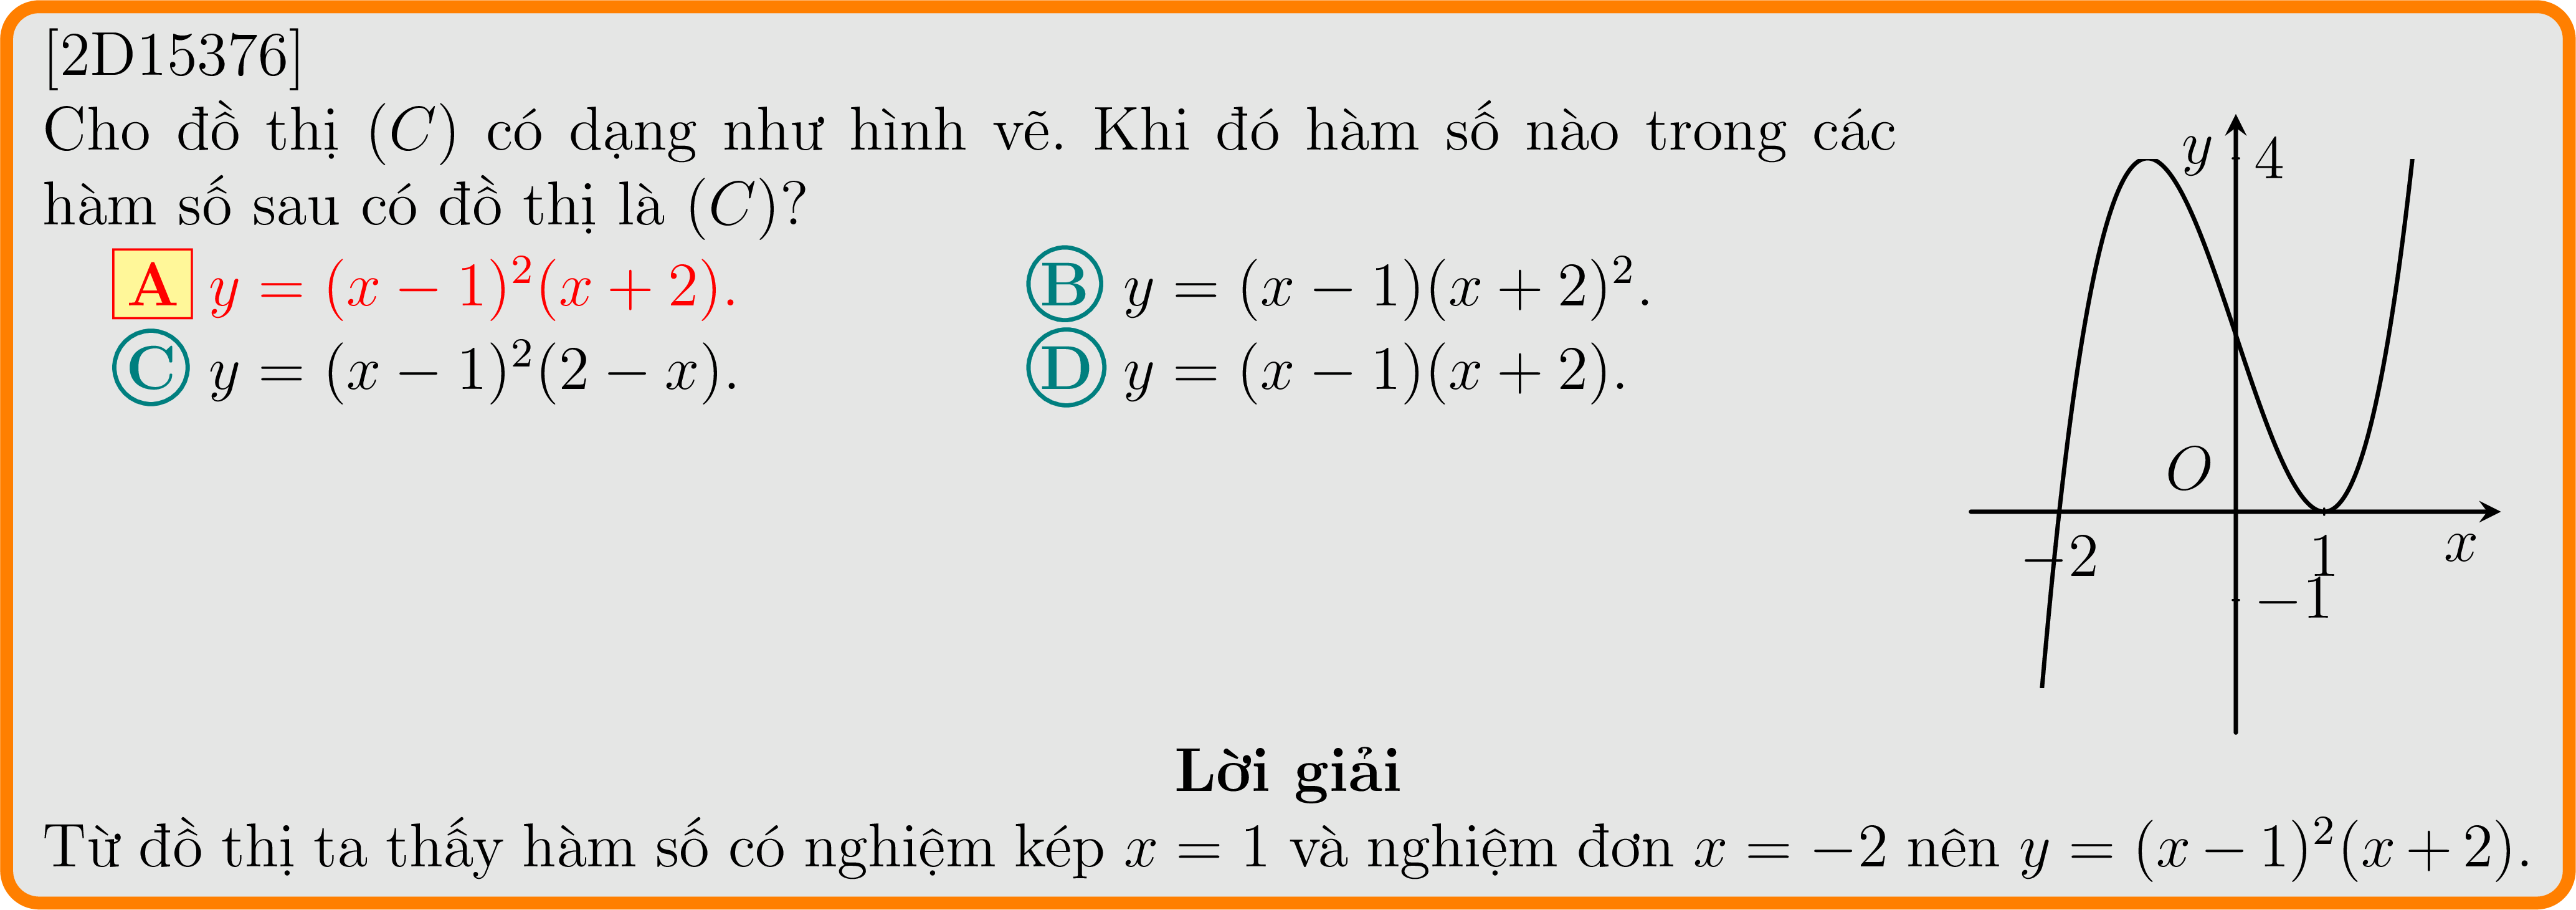 [2D15376]
Cho đồ thị (C) có dạng như hình vẽ. Khi đó hàm số nào trong các
hàm số sau có đồ thị là (C)?
A y = (x − 1)²(x + 2).
B y = (x − 1)(x + 2)².
C y = (x − 1)²(2 − x).
D y = (x − 1)(x + 2).
y 4
O
−2 1 x
−1
Lời giải
Từ đồ thị ta thấy hàm số có nghiệm kép x = 1 và nghiệm đơn x = −2 nên y = (x − 1)²(x + 2).